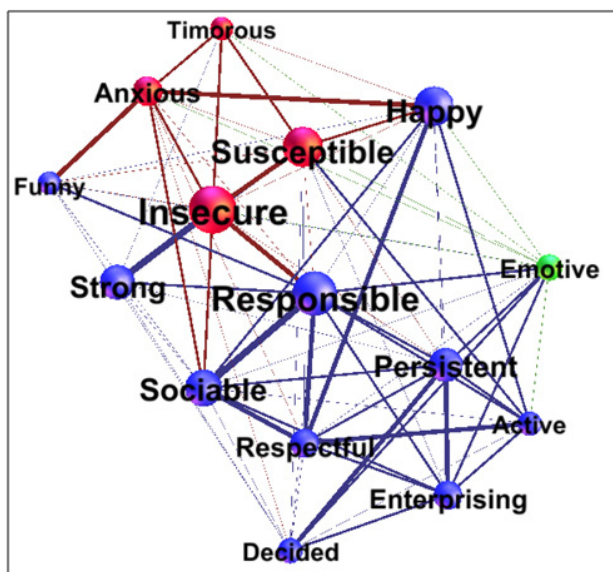 Timorous
Anxious
Happy
Susceptible
Funny
Insecure
Emotive
Strong
Responsible
Persistent
Sociable
Active
Respectful
Enterprising
Decided